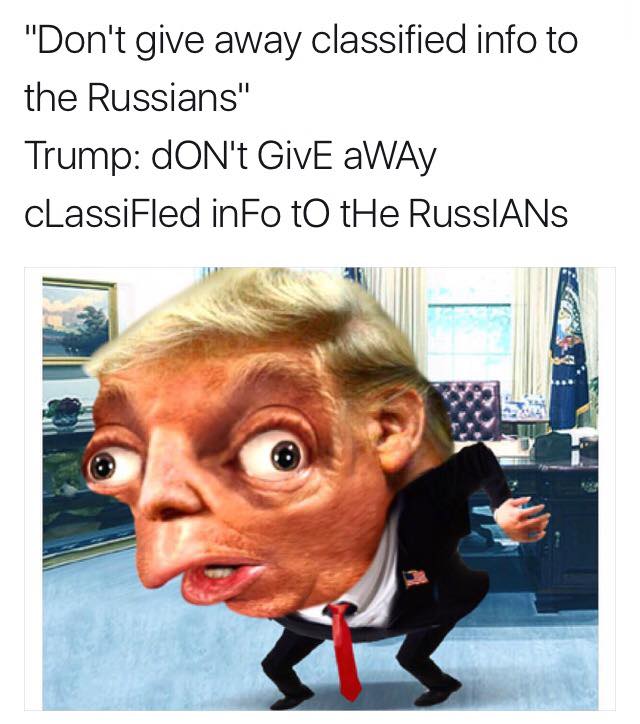 "Don't give away classified info to
the Russians"
Trump: dON't GivE aWAy
cLassiFIed inFo tO tHe RussIANs